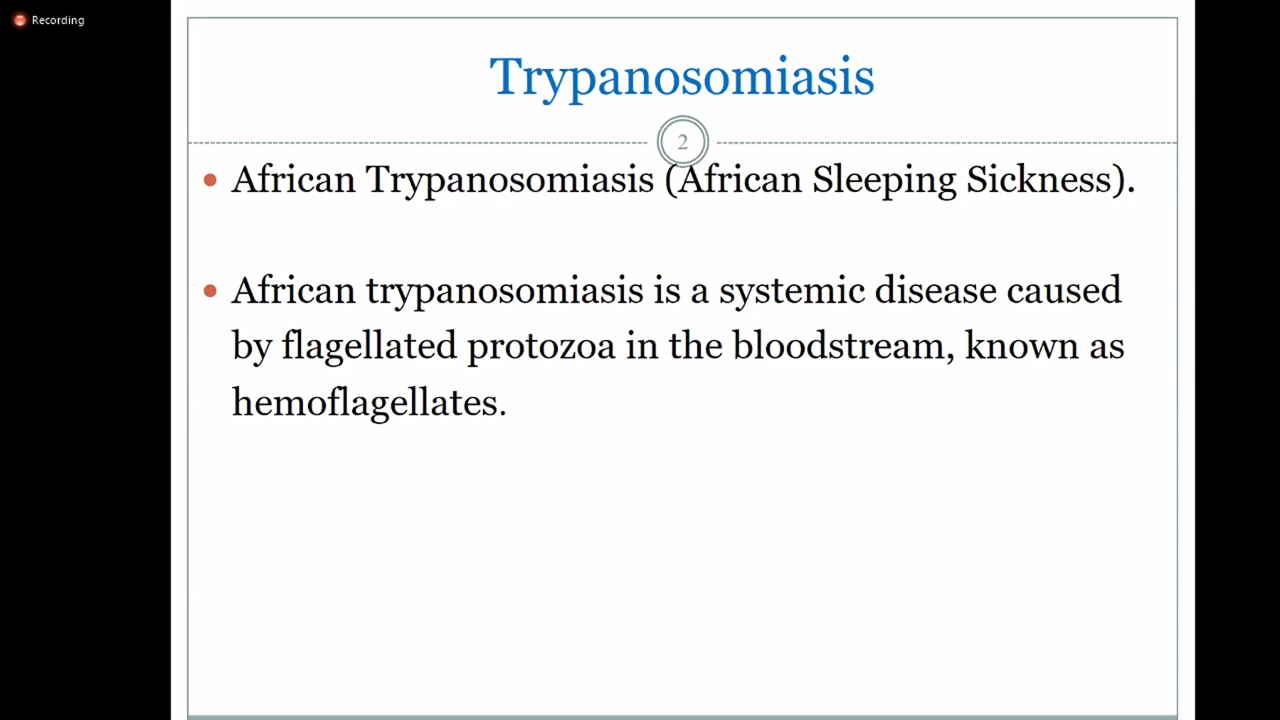 Recording
Trypanosomiasis
2
African Trypanosomiasis (African Sleeping Sickness).
African trypanosomiasis is a systemic disease caused
by flagellated protozoa in the bloodstream, known as
hemoflagellates.